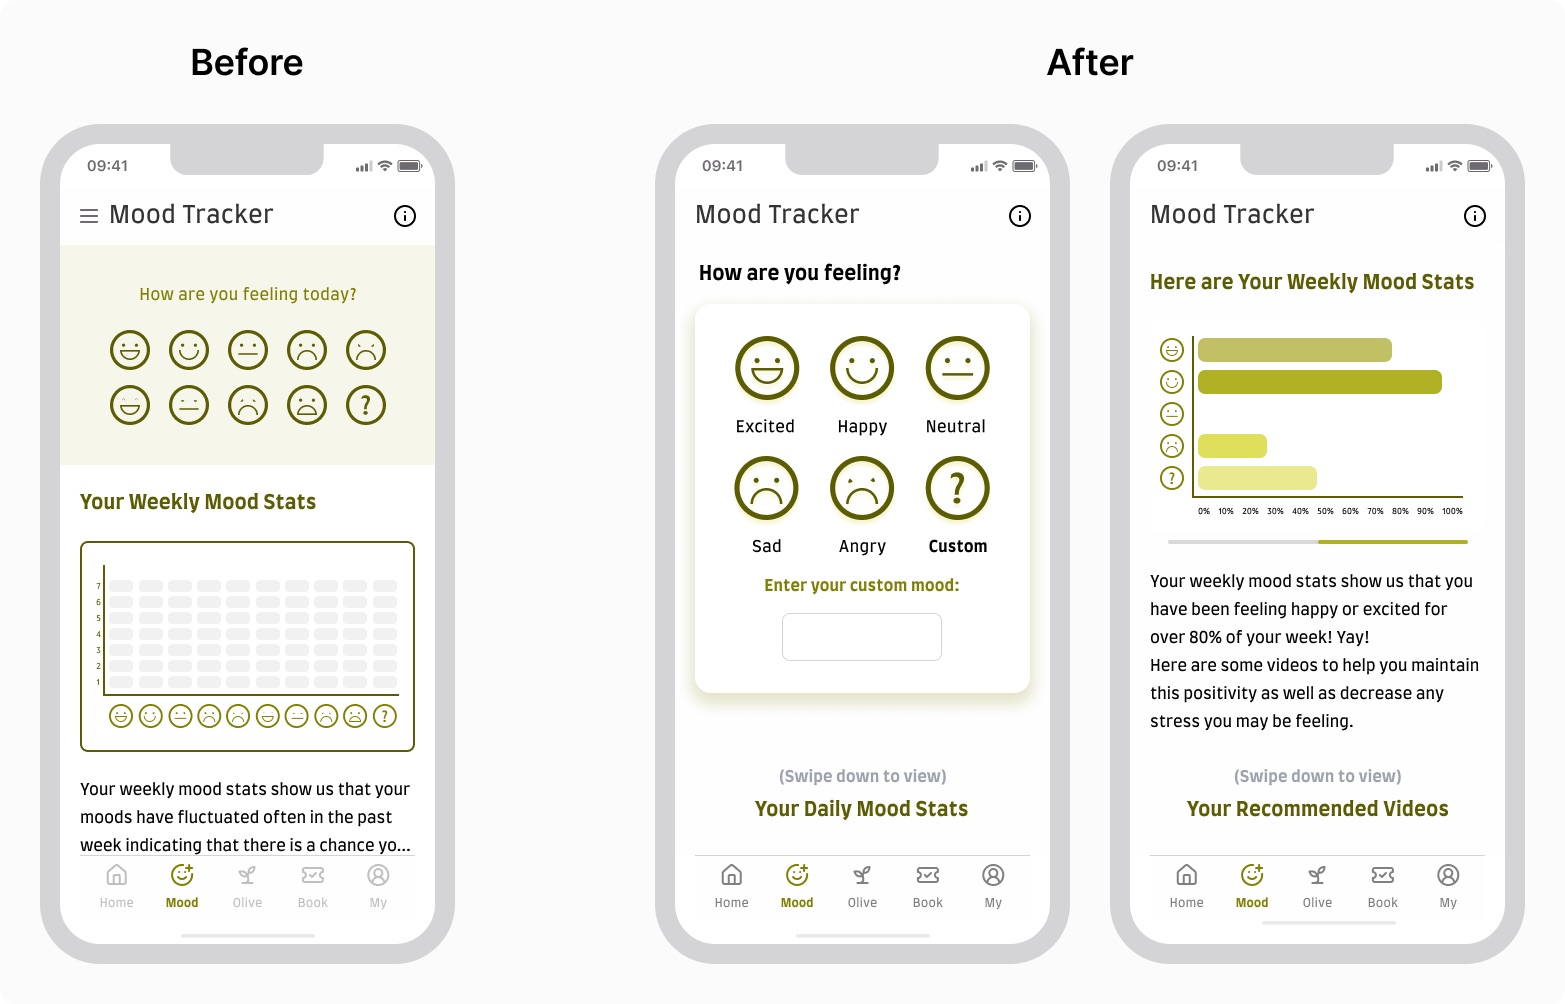 Before
After
09:41
Mood Tracker
How are you feeling today?
?
Your Weekly Mood Stats
7
6
5
4
3
2
1
?
Your weekly mood stats show us that your
moods have fluctuated often in the past
week indicating that there is a chance yo...
Home Mood Olive Book My
09:41
Mood Tracker
How are you feeling?
Excited Happy Neutral
?
Sad Angry Custom
Enter your custom mood:
(Swipe down to view)
Your Daily Mood Stats
Home Mood Olive Book My
09:41
Mood Tracker
Here are Your Weekly Mood Stats
?
0% 10% 20% 30% 40% 50% 60% 70% 80% 90% 100%
Your weekly mood stats show us that you
have been feeling happy or excited for
over 80% of your week! Yay!
Here are some videos to help you maintain
this positivity as well as decrease any
stress you may be feeling.
(Swipe down to view)
Your Recommended Videos
Home Mood Olive Book My